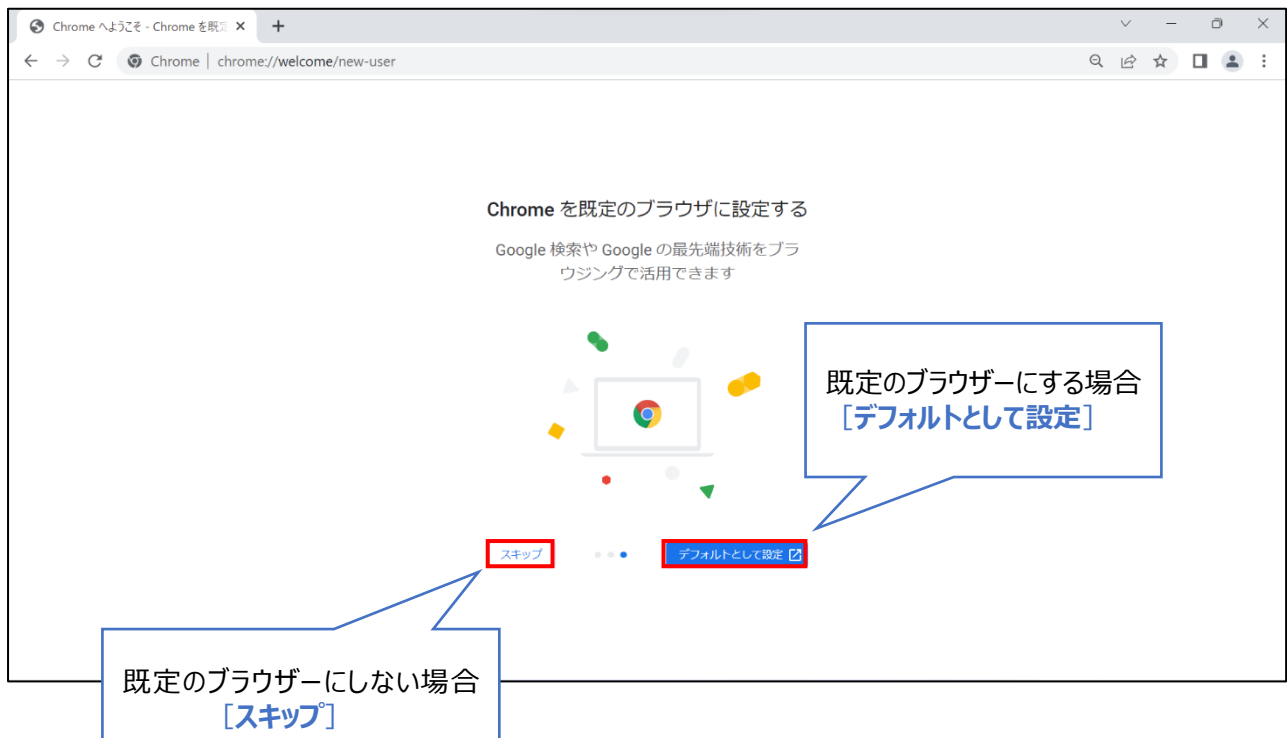 Chrome へようこそ - Chrome を既定
Chrome | chrome://welcome/new-user
Chrome を既定のブラウザに設定する
Google 検索や Google の最先端技術をブラ
ウジングで活用できます
既定のブラウザーにする場合
［デフォルトとして設定］
スキップ
デフォルトとして設定
既定のブラウザーにしない場合
［スキップ］